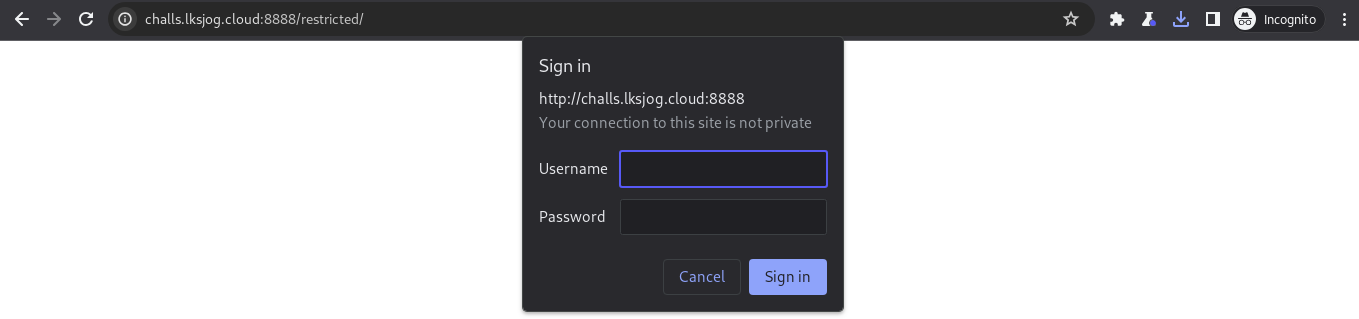 challs.lksjog.cloud:8888/restricted/
Incognito
Sign in
http://challs.lksjog.cloud:8888
Your connection to this site is not private
Username
Password
Cancel
Sign in